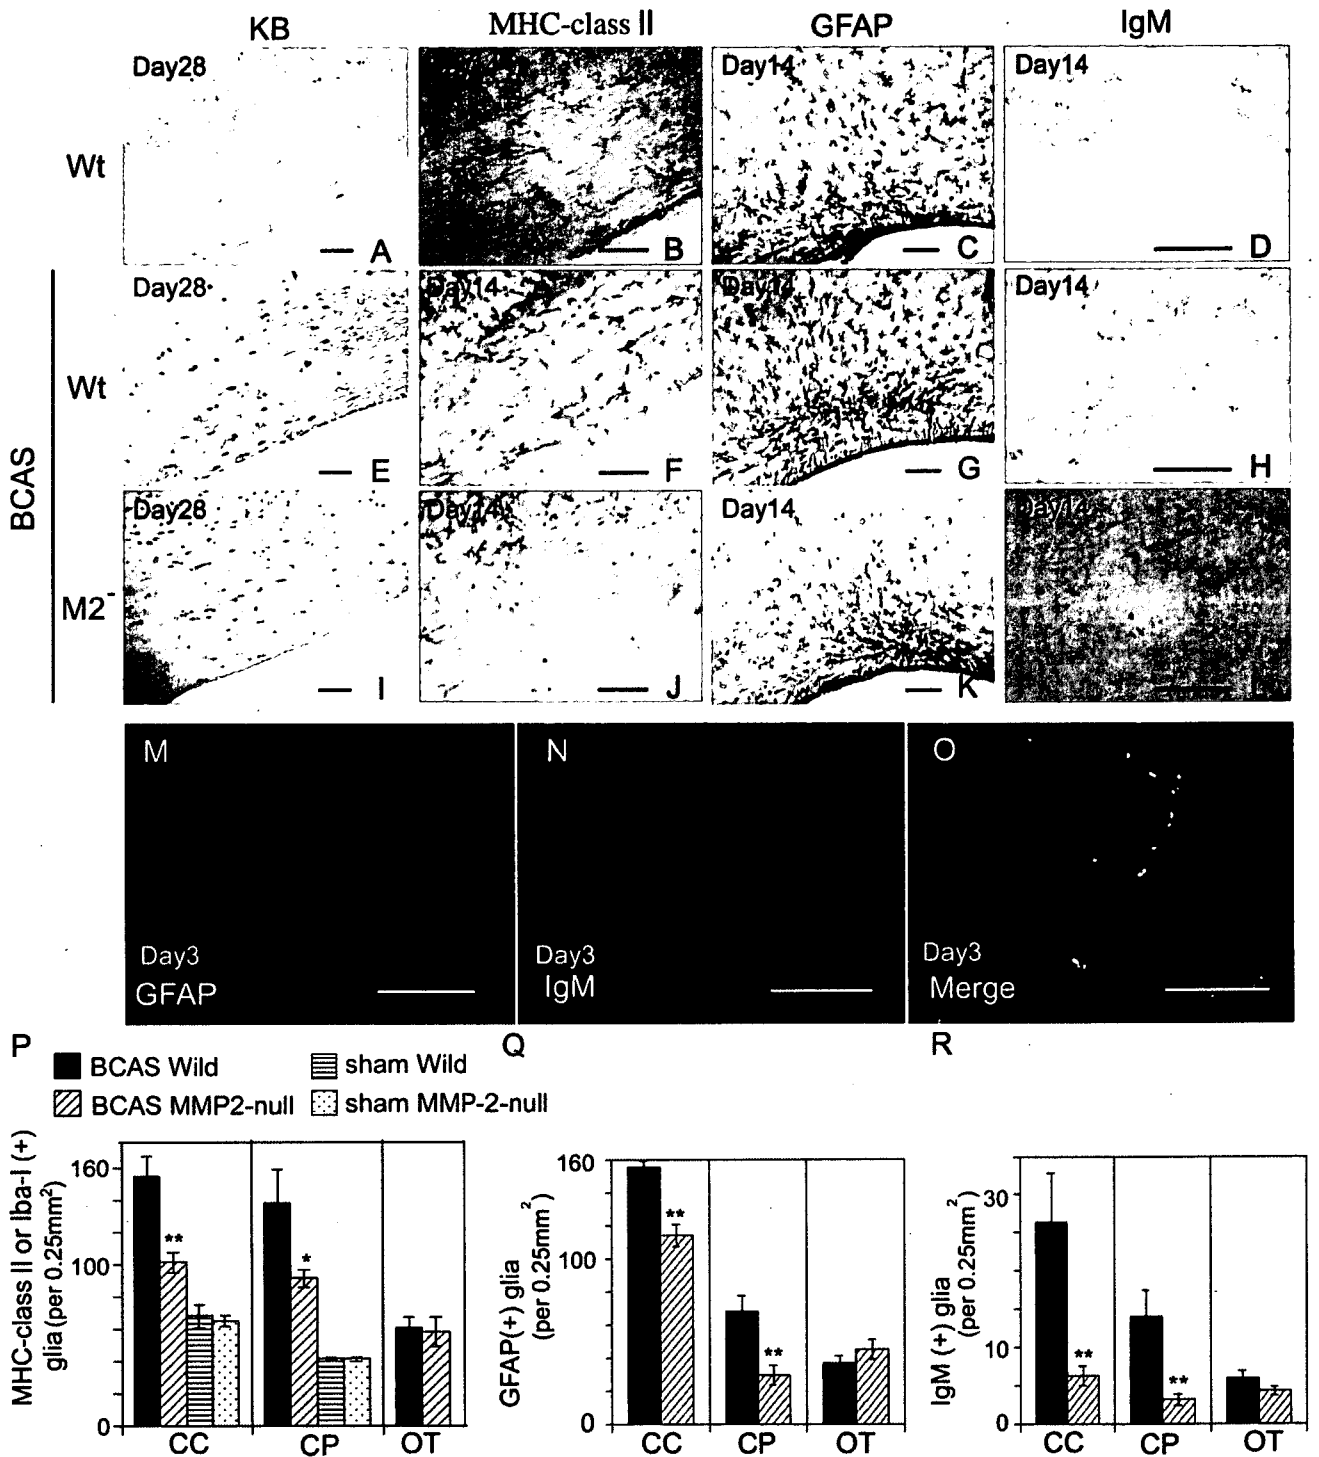 KB MHC-class II GFAP IgM
Day28 Day14 Day14
Wt
A B C D
Day28 Day14 Day14 Day14
Wt
E F G H
BCAS
Day28 Day14 Day14 Day14
M2-
I J K
M N O
Day3 Day3 Day3
GFAP IgM Merge
P Q R
BCAS Wild sham Wild
BCAS MMP2-null sham MMP-2-null
MHC-class II or Iba-I (+)
glia (per 0.25mm2)
160
100
0
** *
CC CP OT
GFAP(+) glia
(per 0.25mm2)
160
100
0
** **
CC CP OT
IgM (+) glia
(per 0.25mm2)
30
10
0
** **
CC CP OT